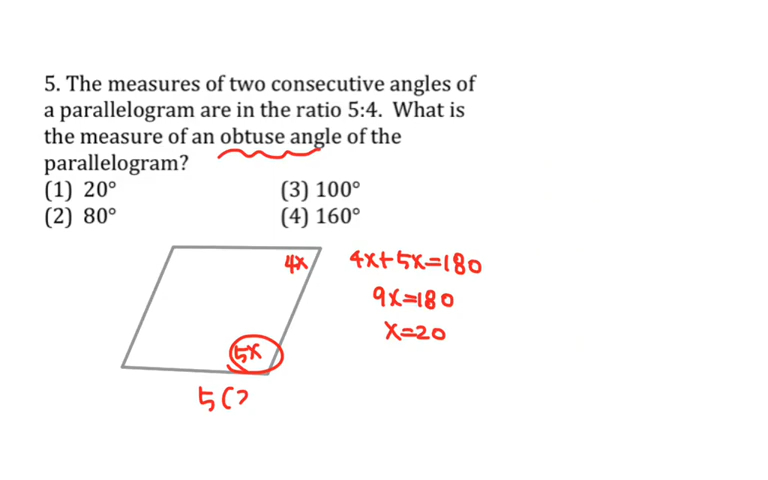 5. The measures of two consecutive angles of
a parallelogram are in the ratio 5:4. What is
the measure of an obtuse angle of the
parallelogram?
(1) 20° (3) 100°
(2) 80° (4) 160°
4x 4x+5x=180
9x=180
x=20
5x
5(